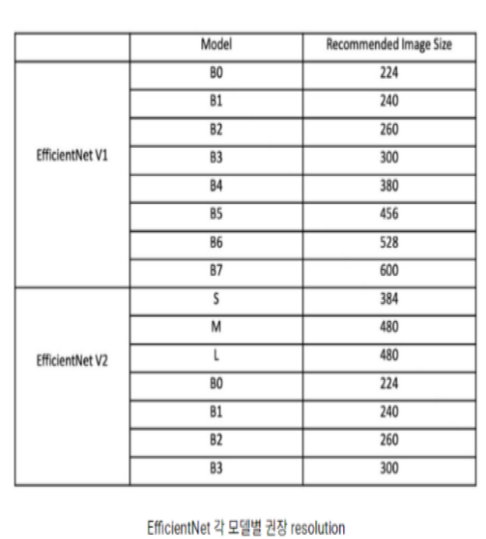 Model Recommended Image Size
EfficientNet V1
B0 224
B1 240
B2 260
B3 300
B4 380
B5 456
B6 528
B7 600
EfficientNet V2
S 384
M 480
L 480
B0 224
B1 240
B2 260
B3 300
EfficientNet 각 모델별 권장 resolution